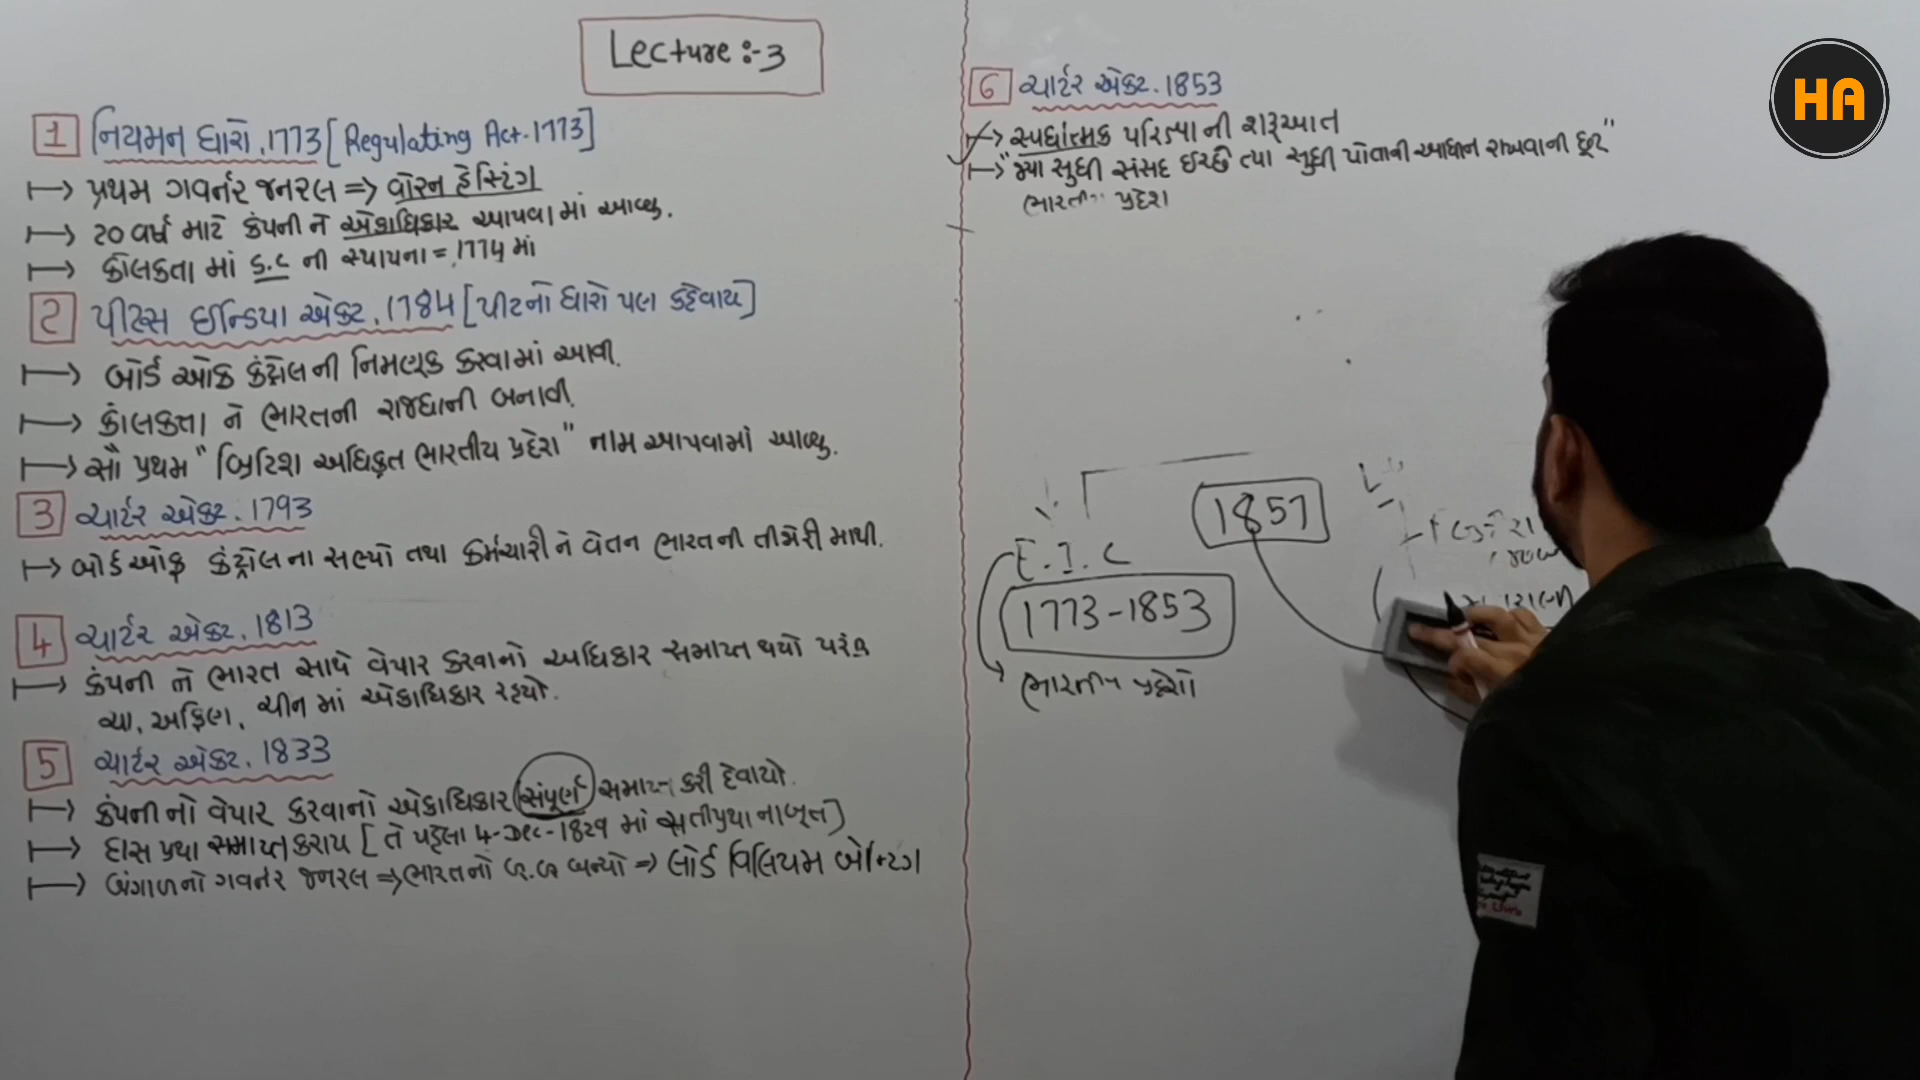 Lecture :-3
1 નિયમન ધારો.1773 [Regulating Act-1773]
પ્રથમ ગવર્નર જનરલ => વોરન હેસ્ટિંગ
20 વર્ષ માટે કંપની ને એકાધિકાર આપવામાં આવ્યુ.
કોલકતા માં S.C ની સ્થાપના = 1774 માં
2 પીટ્સ ઈન્ડિયા એક્ટ.1784 [પીટનો ધારો પણ કહેવાય]
બોર્ડ ઓફ કંટ્રોલની નિમણૂક કરવામાં આવી.
કોલકત્તા ને ભારતની રાજધાની બનાવી.
સૌ પ્રથમ "બ્રિટિશ અધિકૃત ભારતીય પ્રદેશ" નામ આપવામાં આવ્યુ.
3 ચાર્ટર એક્ટ.1793
બોર્ડ ઓફ કંટ્રોલના સભ્યો તથા કર્મચારી ને વેતન ભારતની તીજોરી માથી.
4 ચાર્ટર એક્ટ.1813
કંપની ને ભારત સાથે વેપાર કરવાનો અધિકાર સમાપ્ત થયો પરંતુ
ચા, અફિણ, ચીન માં એકાધિકાર રહ્યો.
5 ચાર્ટર એક્ટ.1833
કંપનીનો વેપાર કરવાનો એકાધિકાર સંપૂર્ણ સમાપ્ત કરી દેવાયો.
દાસ પ્રથા સમાપ્ત કરાય [તે પહેલા 4-Dec-1829 માં સતીપ્રથા નાબૂત]
બંગાળનો ગવર્નર જનરલ => ભારતનો જ.જ બન્યો => લોર્ડ વિલિયમ બેન્ટિગ
6 ચાર્ટર એક્ટ.1853
સ્પર્ધાત્મક પરિક્ષા ની શરૂઆત
"જ્યા સુધી સંસદ ઈચ્છે ત્યા સુધી પોતાની આધીન રાખવાની છૂટ"
ભારતીય પ્રદેશ
1857
E.I.C
1773-1853
ભારતીય પ્રદેશો
HA